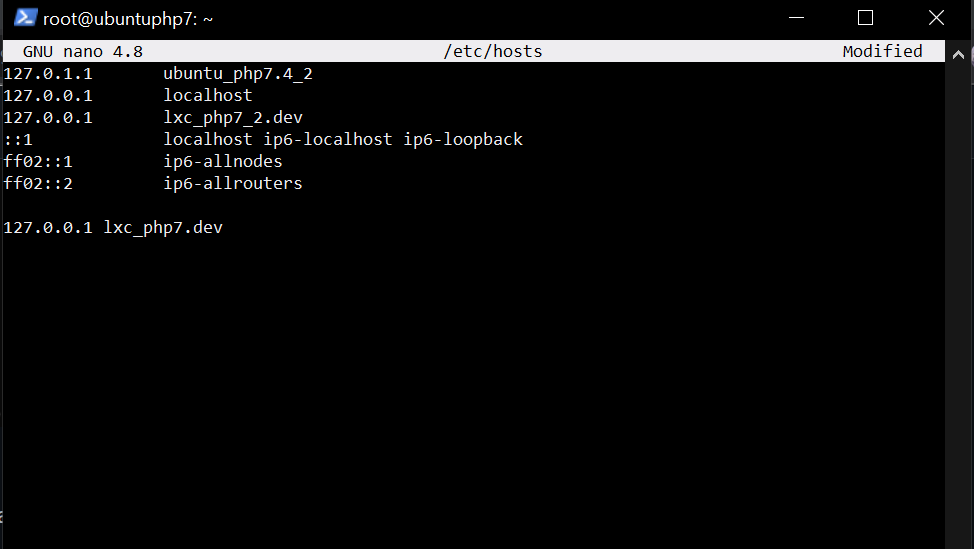 root@ubuntuphp7: ~
GNU nano 4.8 /etc/hosts Modified
127.0.1.1 ubuntu_php7.4_2
127.0.0.1 localhost
127.0.0.1 lxc_php7_2.dev
::1 localhost ip6-localhost ip6-loopback
ff02::1 ip6-allnodes
ff02::2 ip6-allrouters
127.0.0.1 lxc_php7.dev